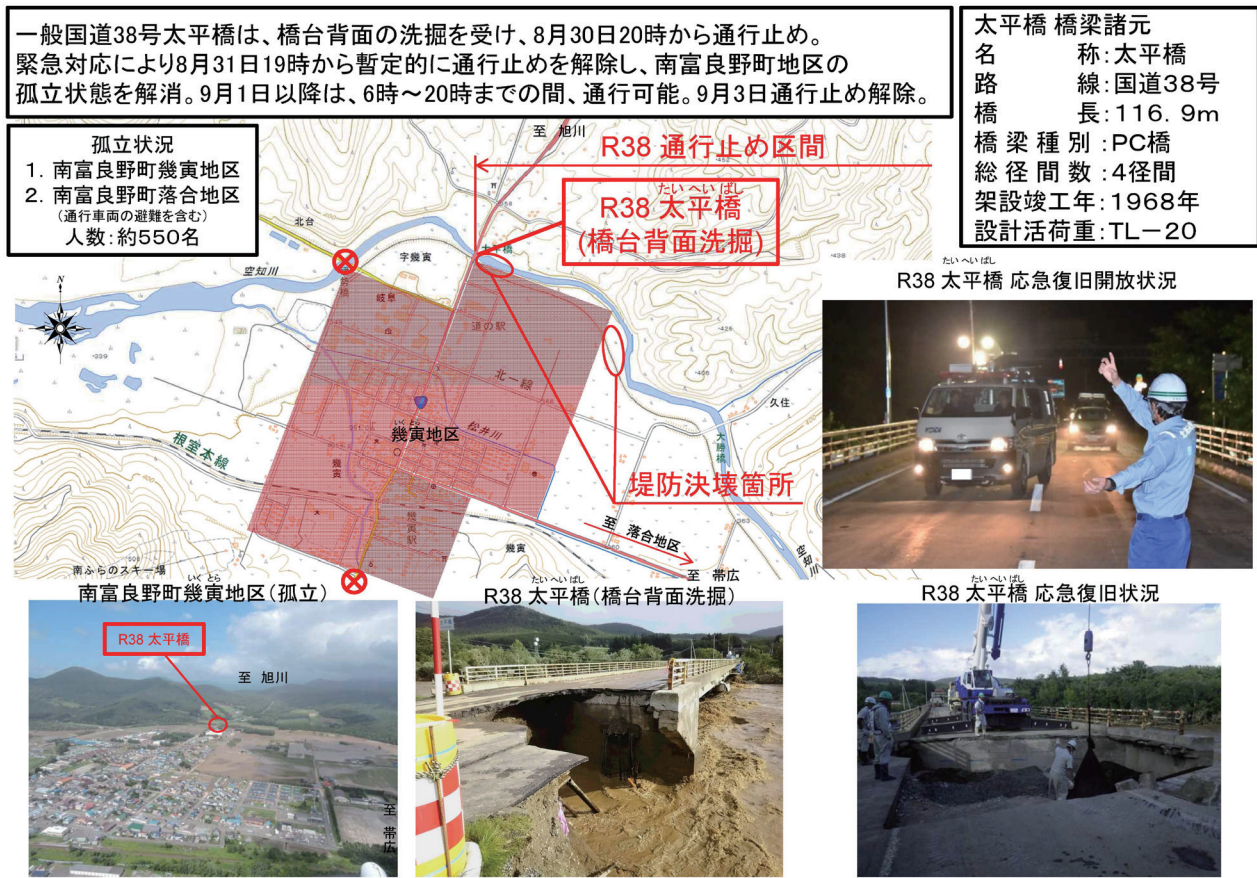 一般国道38号太平橋は、橋台背面の洗掘を受け、8月30日20時から通行止め。
緊急対応により8月31日19時から暫定的に通行止めを解除し、南富良野町地区の
孤立状態を解消。9月1日以降は、6時～20時までの間、通行可能。9月3日通行止め解除。
太平橋 橋梁諸元
名称:太平橋
路線:国道38号
橋長:116.9m
橋梁種別:PC橋
総径間数:4径間
架設竣工年:1968年
設計活荷重:TL-20
孤立状況
1. 南富良野町幾寅地区
2. 南富良野町落合地区
(通行車両の避難を含む)
人数:約550名
至 旭川
R38 通行止め区間
たいへいばし
R38 太平橋
(橋台背面洗掘)
北台
太平橋
空知川
字幾寅
岐阜
道の駅
北一線
N
久住
大勝橋
松井川
いくとら
幾寅地区
根室本線
幾寅
堤防決壊箇所
幾寅駅
至 落合地区
幾寅
至 帯広
空知川
南ふらのスキー場
たいへいばし
R38 太平橋 応急復旧開放状況
いくとら
南富良野町幾寅地区(孤立)
R38 太平橋
至 旭川
至 帯広
たいへいばし
R38 太平橋(橋台背面洗掘)
たいへいばし
R38 太平橋 応急復旧状況